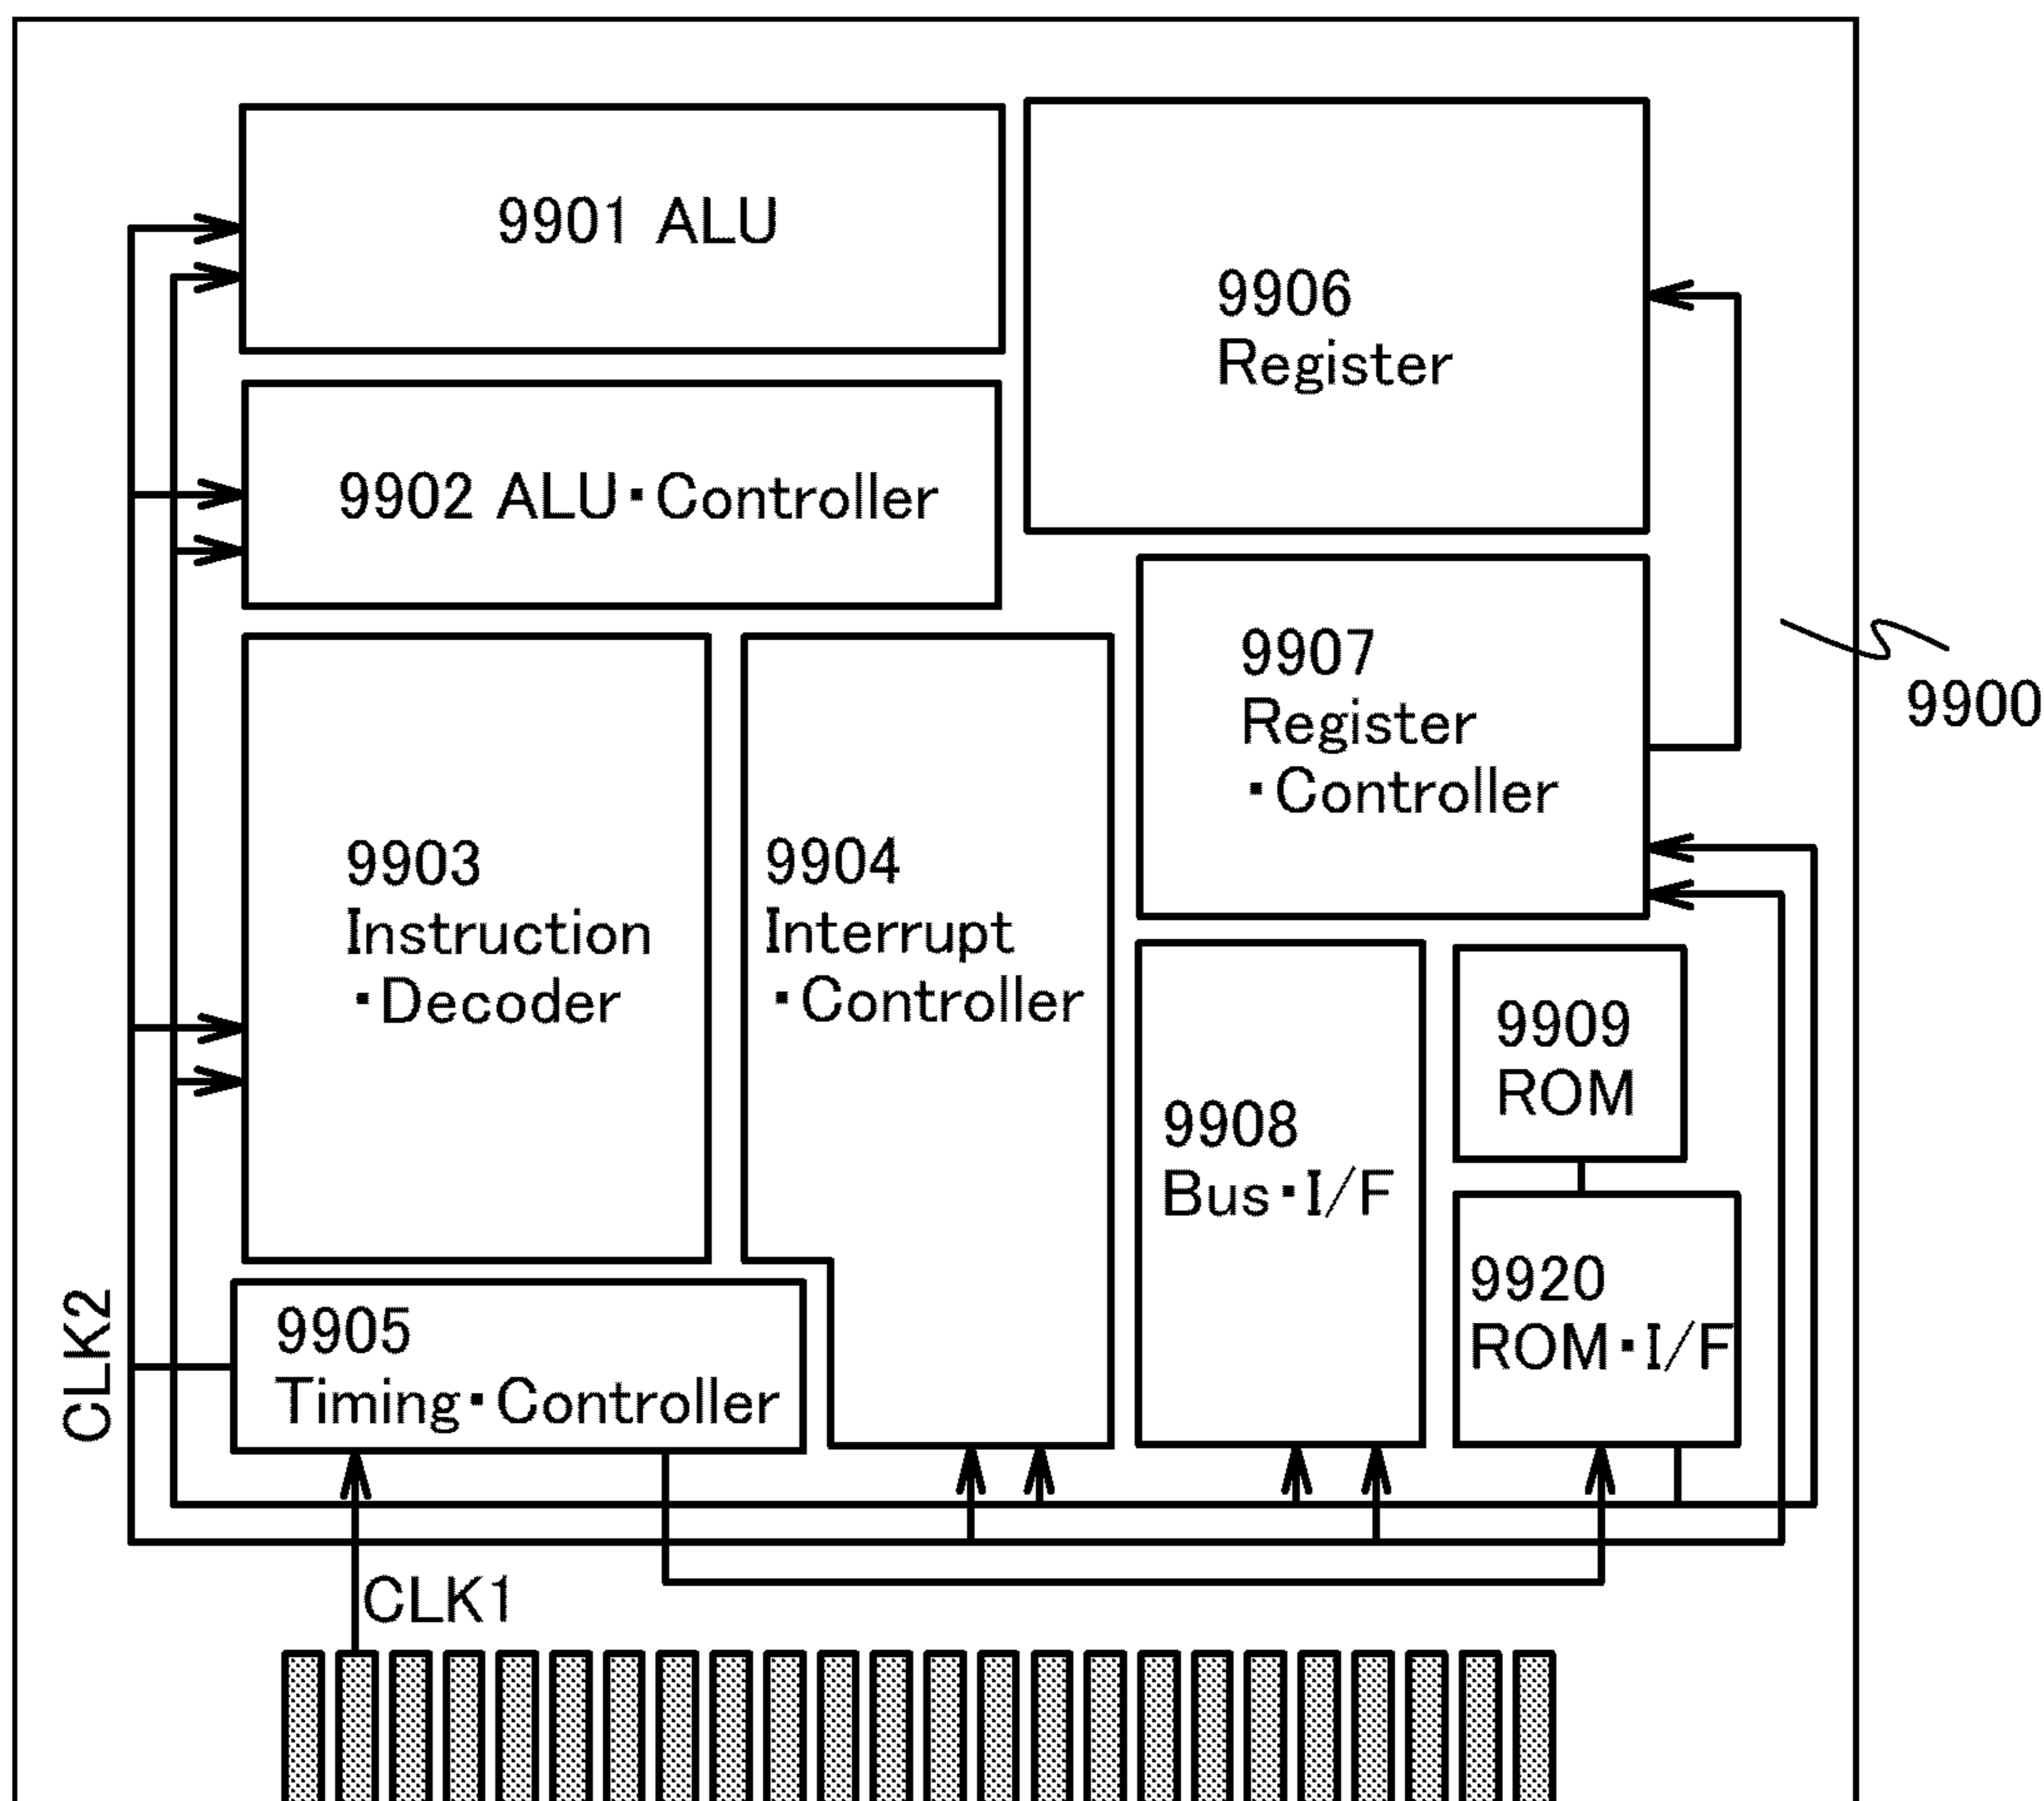 9901 ALU
9906
Register
9902 ALU・Controller
9907
Register
・Controller
9900
9903
Instruction
・Decoder
9904
Interrupt
・Controller
9909
ROM
9908
Bus・I/F
9920
ROM・I/F
9905
Timing・Controller
CLK2
CLK1